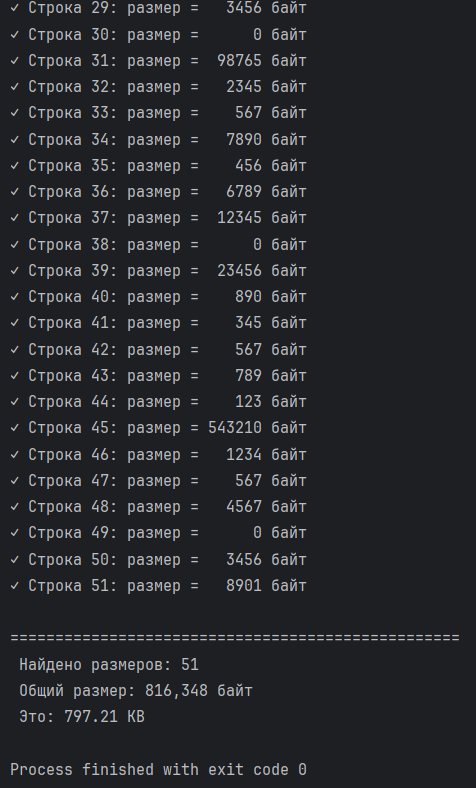 ✓ Строка 29: размер =   3456 байт
✓ Строка 30: размер =      0 байт
✓ Строка 31: размер =  98765 байт
✓ Строка 32: размер =   2345 байт
✓ Строка 33: размер =    567 байт
✓ Строка 34: размер =   7890 байт
✓ Строка 35: размер =    456 байт
✓ Строка 36: размер =   6789 байт
✓ Строка 37: размер =  12345 байт
✓ Строка 38: размер =      0 байт
✓ Строка 39: размер =  23456 байт
✓ Строка 40: размер =    890 байт
✓ Строка 41: размер =    345 байт
✓ Строка 42: размер =    567 байт
✓ Строка 43: размер =    789 байт
✓ Строка 44: размер =    123 байт
✓ Строка 45: размер = 543210 байт
✓ Строка 46: размер =   1234 байт
✓ Строка 47: размер =    567 байт
✓ Строка 48: размер =   4567 байт
✓ Строка 49: размер =      0 байт
✓ Строка 50: размер =   3456 байт
✓ Строка 51: размер =   8901 байт
==================================================
Найдено размеров: 51
Общий размер: 816,348 байт
Это: 797.21 KB
Process finished with exit code 0